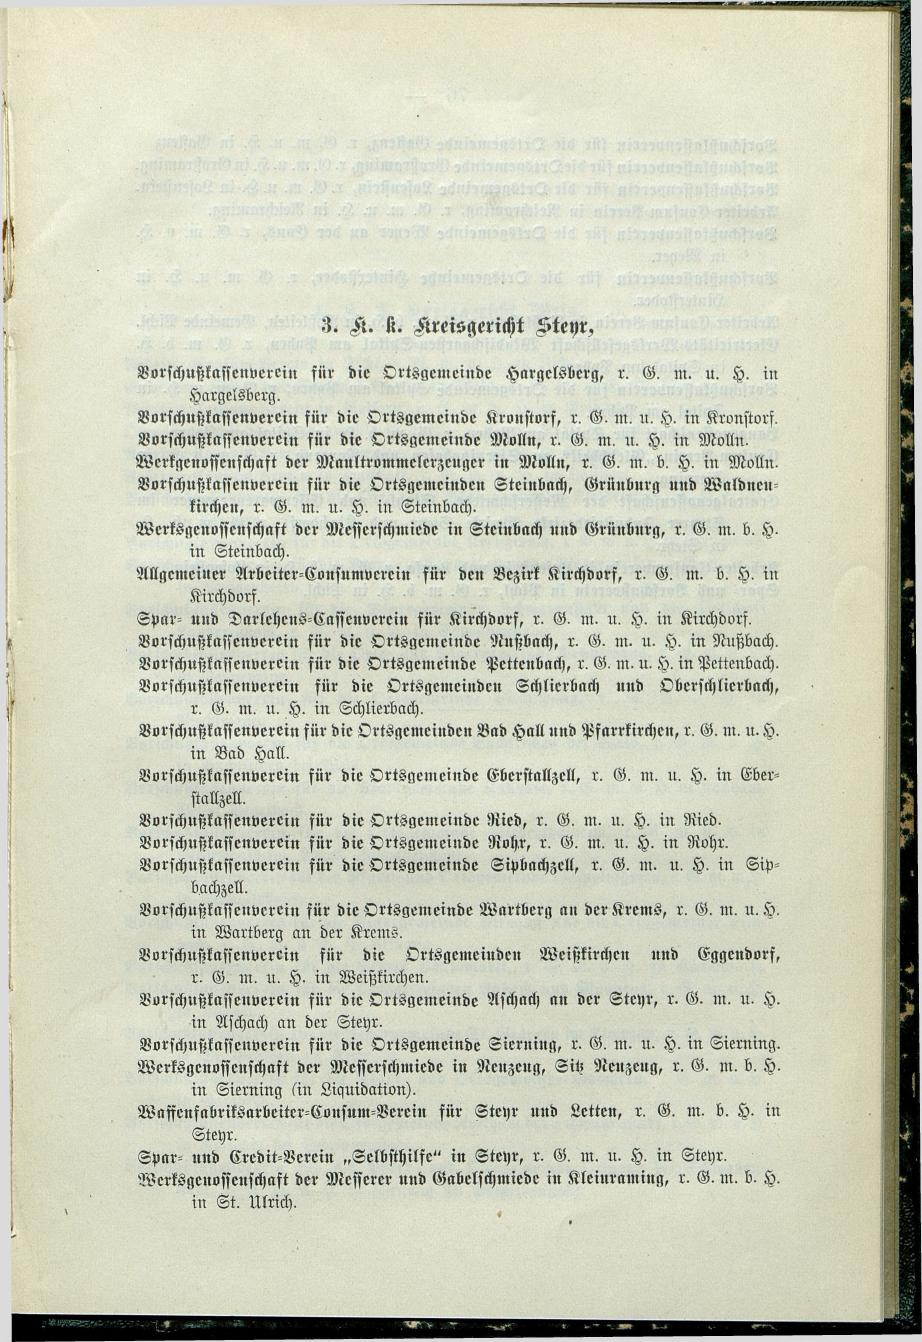 3. K. k. Kreisgericht Steyr,
Vorschußkassenverein für die Ortsgemeinde Hargelsberg, r. G. m. u. H. in
Hargelsberg.
Vorschußkassenverein für die Ortsgemeinde Kronstorf, r. G. m. u. H. in Kronstorf.
Vorschußkassenverein für die Ortsgemeinde Molln, r. G. m. u. H. in Molln.
Werkgenossenschaft der Maultrommelerzeuger in Molln, r. G. m. b. H. in Molln.
Vorschußkassenverein für die Ortsgemeinden Steinbach, Grünburg und Waldneu-
kirchen, r. G. m. u. H. in Steinbach.
Werksgenossenschaft der Messerschmiede in Steinbach und Grünburg, r. G. m. b. H.
in Steinbach.
Allgemeiner Arbeiter-Consumverein für den Bezirk Kirchdorf, r. G. m. b. H. in
Kirchdorf.
Spar- und Darlehens-Cassenverein für Kirchdorf, r. G. m. u. H. in Kirchdorf.
Vorschußkassenverein für die Ortsgemeinde Nußbach, r. G. m. u. H. in Nußbach.
Vorschußkassenverein für die Ortsgemeinde Pettenbach, r. G. m. u. H. in Pettenbach.
Vorschußkassenverein für die Ortsgemeinden Schlierbach und Oberschlierbach,
r. G. m. u. H. in Schlierbach.
Vorschußkassenverein für die Ortsgemeinden Bad Hall und Pfarrkirchen, r. G. m. u. H.
in Bad Hall.
Vorschußkassenverein für die Ortsgemeinde Eberstallzell, r. G. m. u. H. in Eber-
stallzell.
Vorschußkassenverein für die Ortsgemeinde Ried, r. G. m. u. H. in Ried.
Vorschußkassenverein für die Ortsgemeinde Rohr, r. G. m. u. H. in Rohr.
Vorschußkassenverein für die Ortsgemeinde Sipbachzell, r. G. m. u. H. in Sip-
bachzell.
Vorschußkassenverein für die Ortsgemeinde Wartberg an der Krems, r. G. m. u. H.
in Wartberg an der Krems.
Vorschußkassenverein für die Ortsgemeinden Weißkirchen und Eggendorf,
r. G. m. u. H. in Weißkirchen.
Vorschußkassenverein für die Ortsgemeinde Aschach an der Steyr, r. G. m. u. H.
in Aschach an der Steyr.
Vorschußkassenverein für die Ortsgemeinde Sierning, r. G. m. u. H. in Sierning.
Werksgenossenschaft der Messerschmiede in Neuzeug, Sitz Neuzeug, r. G. m. b. H.
in Sierning (in Liquidation).
Waffenfabriksarbeiter-Consum-Verein für Steyr und Letten, r. G. m. b. H. in
Steyr.
Spar- und Credit-Verein „Selbsthilfe“ in Steyr, r. G. m. u. H. in Steyr.
Werksgenossenschaft der Messerer und Gabelschmiede in Kleinraming, r. G. m. b. H.
in St. Ulrich.